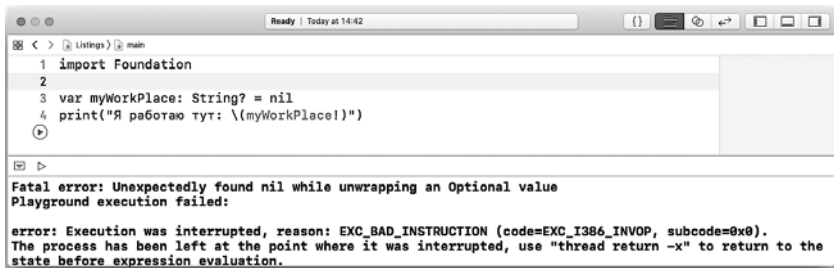 Ready | Today at 14:42
Listings ) main
1 import Foundation
2
3 var myWorkPlace: String? = nil
4 print("Я работаю тут: \(myWorkPlace!)")
Fatal error: Unexpectedly found nil while unwrapping an Optional value
Playground execution failed:
error: Execution was interrupted, reason: EXC_BAD_INSTRUCTION (code=EXC_I386_INVOP, subcode=0x0).
The process has been left at the point where it was interrupted, use "thread return -x" to return to the
state before expression evaluation.